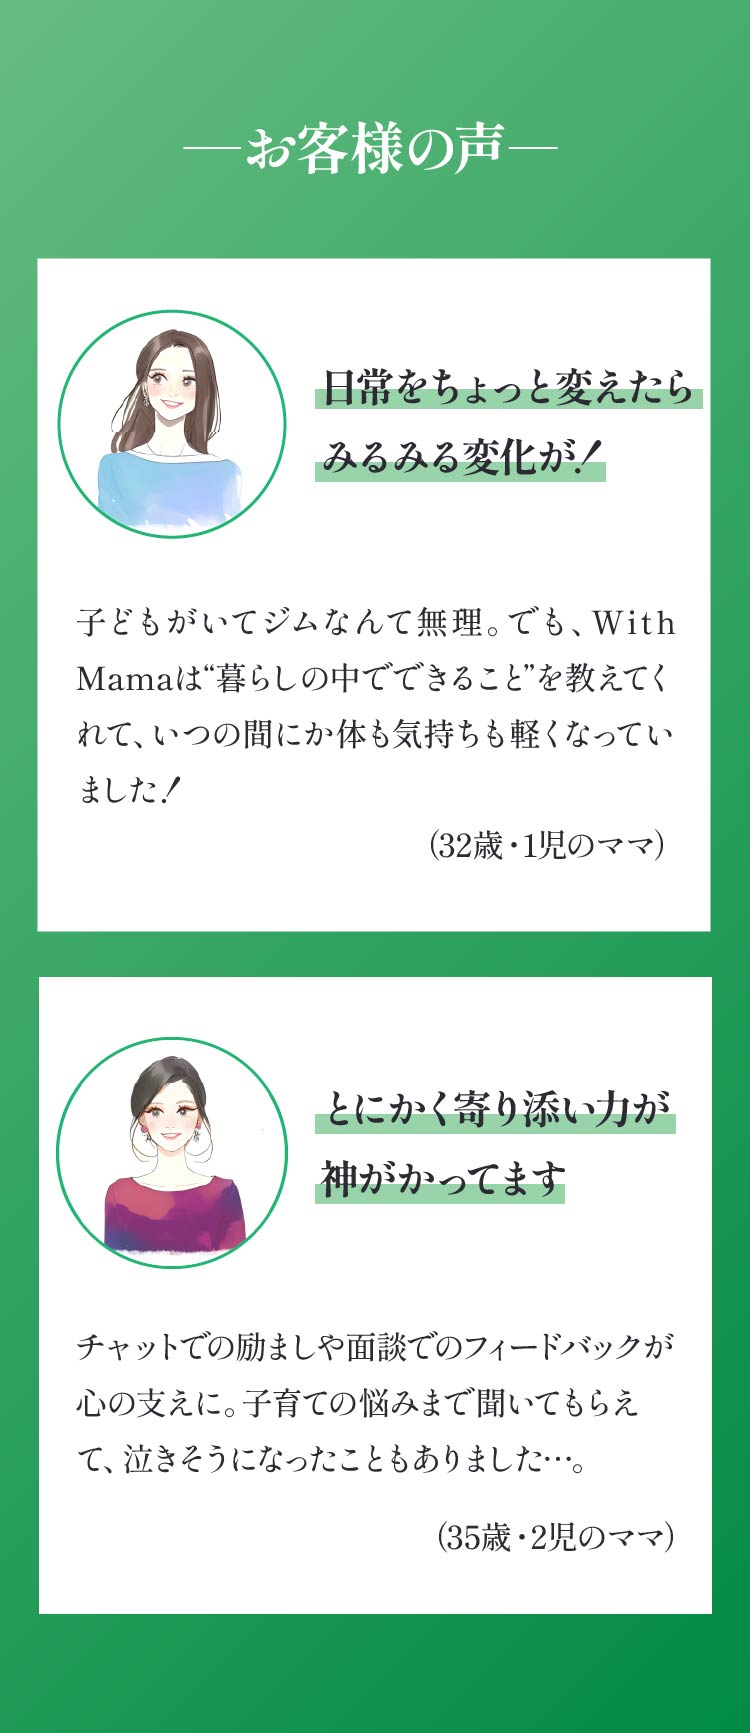 お客様の声
日常をちょっと変えたら
みるみる変化が！
子どもがいてジムなんて無理。でも、With
Mamaは“暮らしの中でできること”を教えてく
れて、いつの間にか体も気持ちも軽くなってい
ました！
（32歳・1児のママ）
とにかく寄り添い力が
神がかってます
チャットでの励ましや面談でのフィードバックが
心の支えに。子育ての悩みまで聞いてもらえ
て、泣きそうになったこともありました…。
（35歳・2児のママ）